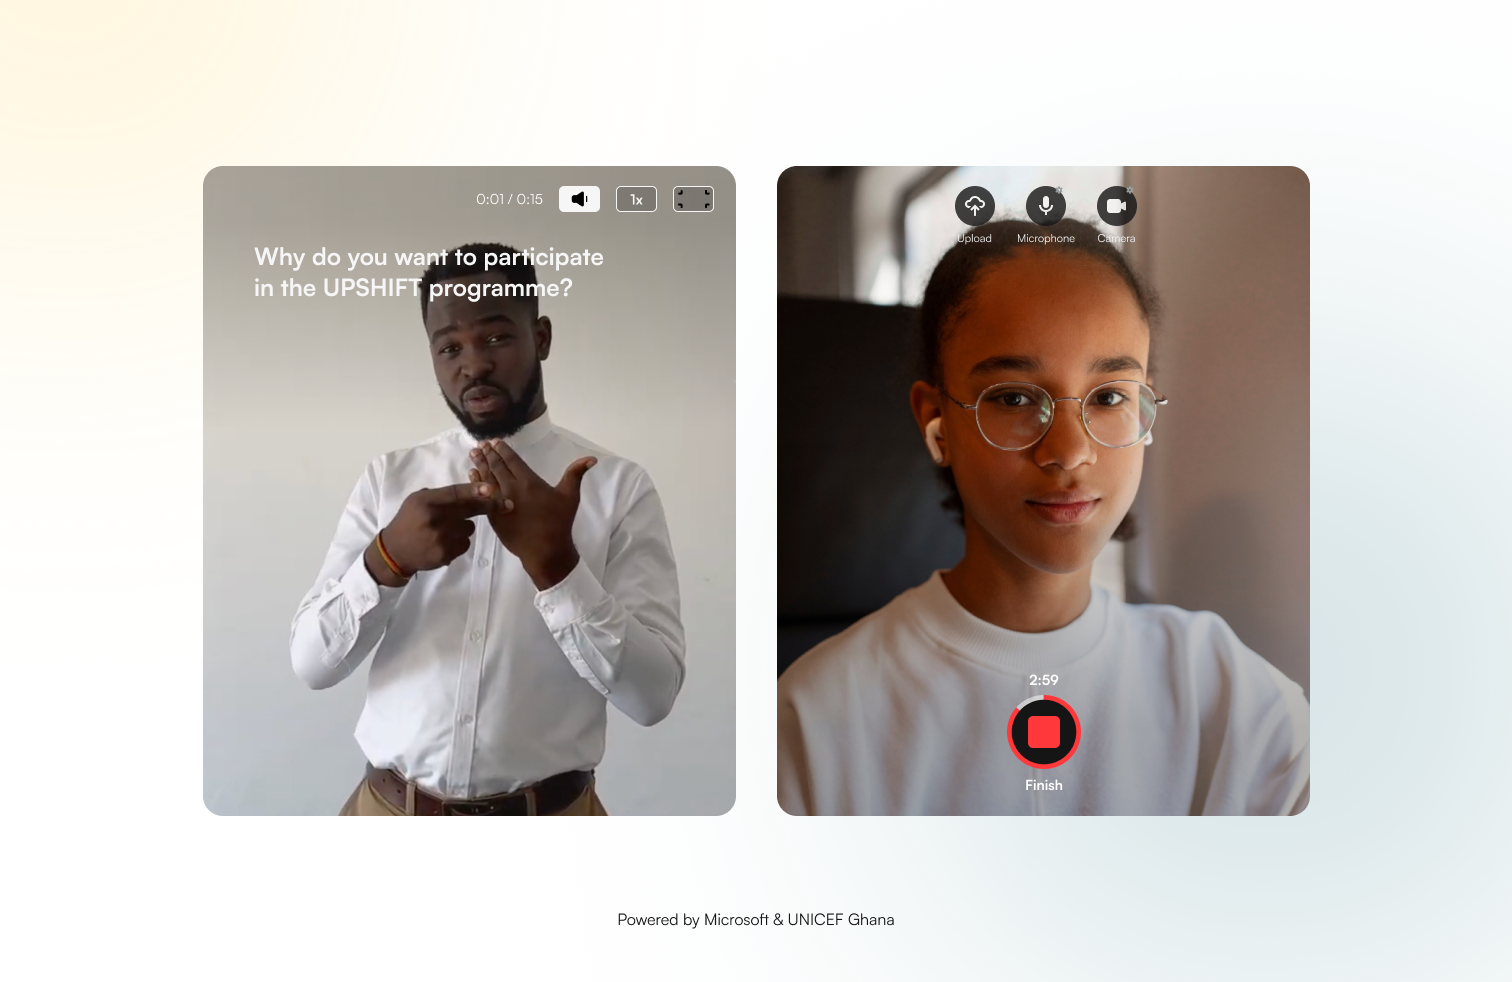 0:01 / 0:15
1x
Why do you want to participate
in the UPSHIFT programme?
Upload
Microphone
Camera
2:59
Finish
Powered by Microsoft & UNICEF Ghana